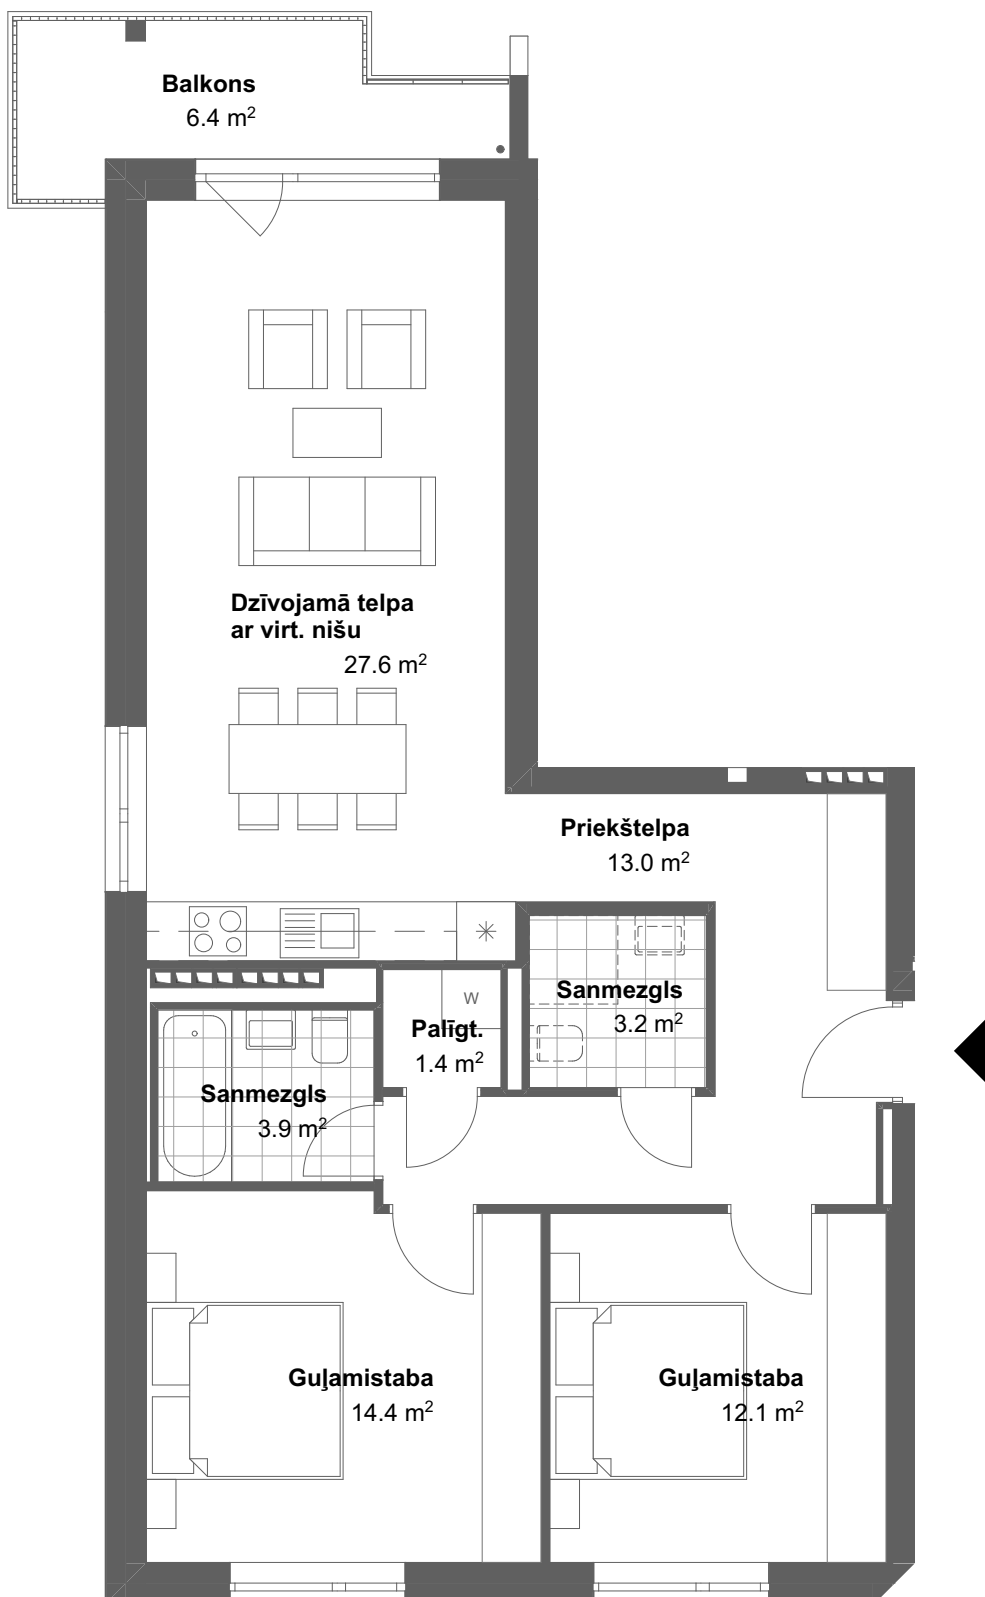 Balkons
6.4 m²
Dzīvojamā telpa
ar virt. nišu
27.6 m²
Priekštelpa
13.0 m²
Sanmezgls
3.2 m²
W
Palīgt.
1.4 m²
Sanmezgls
3.9 m²
Guļamistaba
14.4 m²
Guļamistaba
12.1 m²